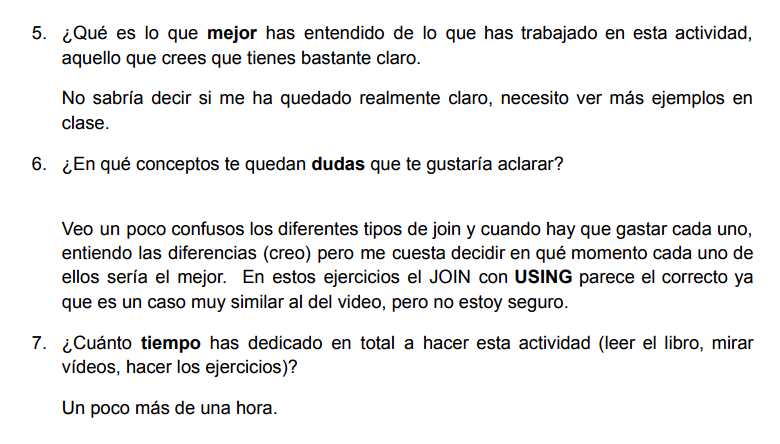 5. ¿Qué es lo que mejor has entendido de lo que has trabajado en esta actividad,
aquello que crees que tienes bastante claro.
No sabría decir si me ha quedado realmente claro, necesito ver más ejemplos en
clase.
6. ¿En qué conceptos te quedan dudas que te gustaría aclarar?
Veo un poco confusos los diferentes tipos de join y cuando hay que gastar cada uno,
entiendo las diferencias (creo) pero me cuesta decidir en qué momento cada uno de
ellos sería el mejor. En estos ejercicios el JOIN con USING parece el correcto ya
que es un caso muy similar al del video, pero no estoy seguro.
7. ¿Cuánto tiempo has dedicado en total a hacer esta actividad (leer el libro, mirar
vídeos, hacer los ejercicios)?
Un poco más de una hora.